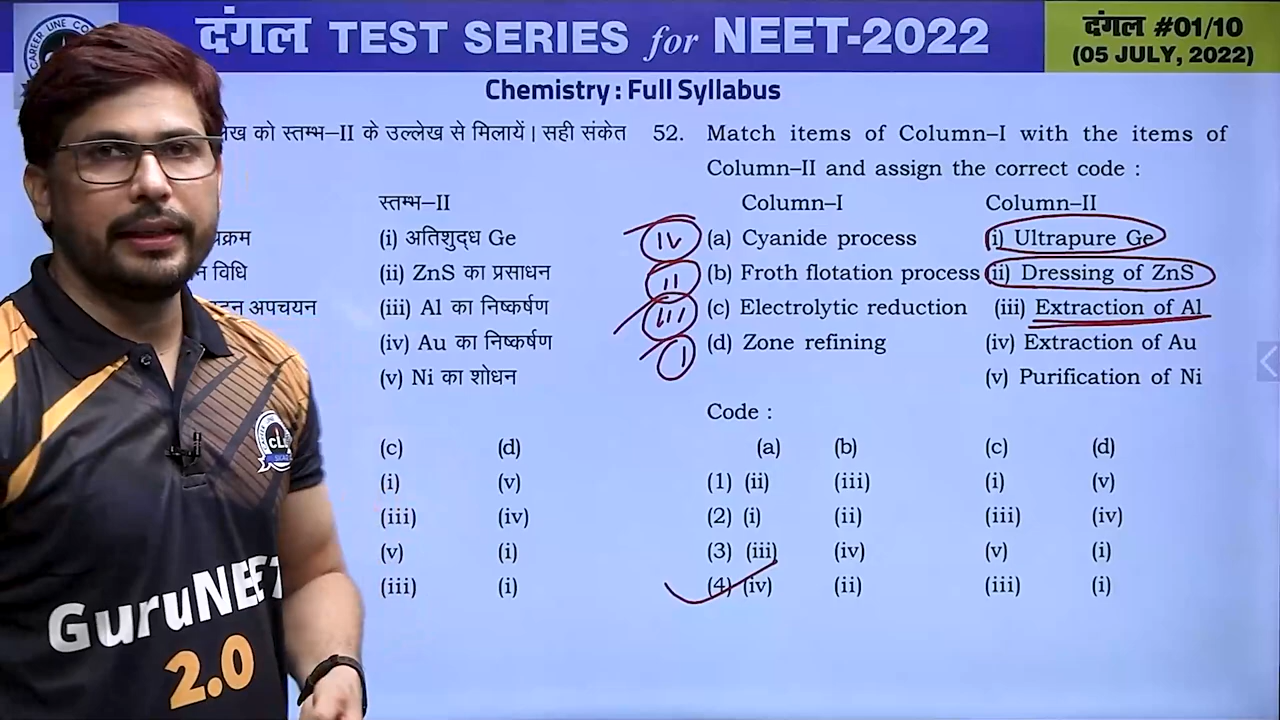 दंगल TEST SERIES for NEET-2022
दंगल #01/10
(05 JULY, 2022)
CAREER LINE CO
Chemistry : Full Syllabus
को स्तम्भ–II के उल्लेख से मिलायें। सही संकेत
स्तम्भ–II
(i) अतिशुद्ध Ge
विधि
(ii) ZnS का प्रसाधन
अपचयन
(iii) Al का निष्कर्षण
(iv) Au का निष्कर्षण
(v) Ni का शोधन
(c) (d)
(i) (v)
(iii) (iv)
(v) (i)
(iii) (i)
52. Match items of Column–I with the items of
Column–II and assign the correct code :
Column–I Column–II
IV (a) Cyanide process (i) Ultrapure Ge
II (b) Froth flotation process (ii) Dressing of ZnS
III (c) Electrolytic reduction (iii) Extraction of Al
I (d) Zone refining (iv) Extraction of Au
(v) Purification of Ni
Code :
(a) (b) (c) (d)
(1) (ii) (iii) (i) (v)
(2) (i) (ii) (iii) (iv)
(3) (iii) (iv) (v) (i)
(4) (iv) (ii) (iii) (i)
CLC
GuruNEET
2.0